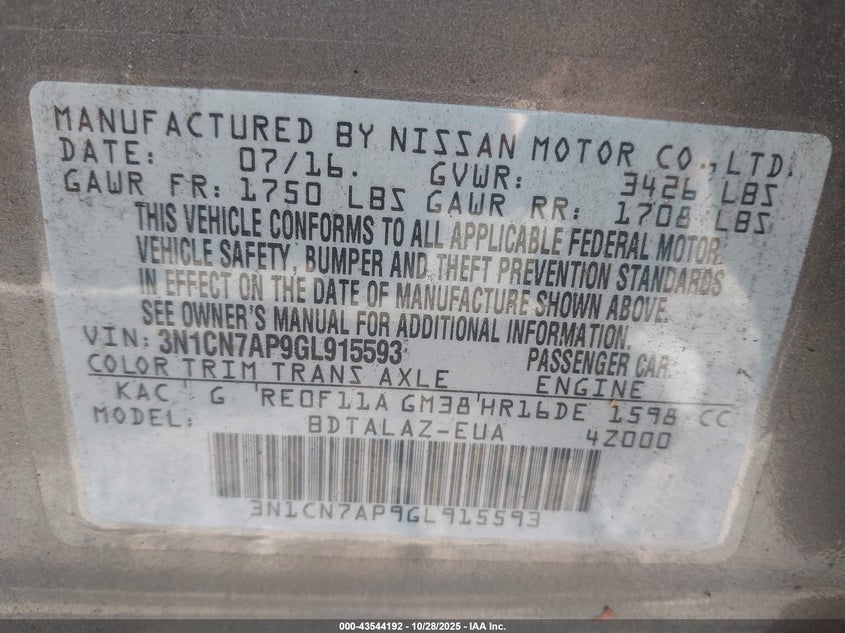 MANUFACTURED BY NISSAN MOTOR CO., LTD.
DATE: 07/16. GVWR: 3426 LBS
GAWR FR: 1750 LBS GAWR RR: 1708 LBS
THIS VEHICLE CONFORMS TO ALL APPLICABLE FEDERAL MOTOR
VEHICLE SAFETY, BUMPER AND THEFT PREVENTION STANDARDS
IN EFFECT ON THE DATE OF MANUFACTURE SHOWN ABOVE.
SEE OWNER'S MANUAL FOR ADDITIONAL INFORMATION.
VIN: 3N1CN7AP9GL915593 PASSENGER CAR
COLOR TRIM TRANS AXLE ENGINE
KAC G RE0F11A GM38 HR16DE 1598 CC
MODEL: BDTALAZ-EUA 4Z000
3N1CN7AP9GL915593
000-43544192 - 10/28/2025 - IAA Inc.